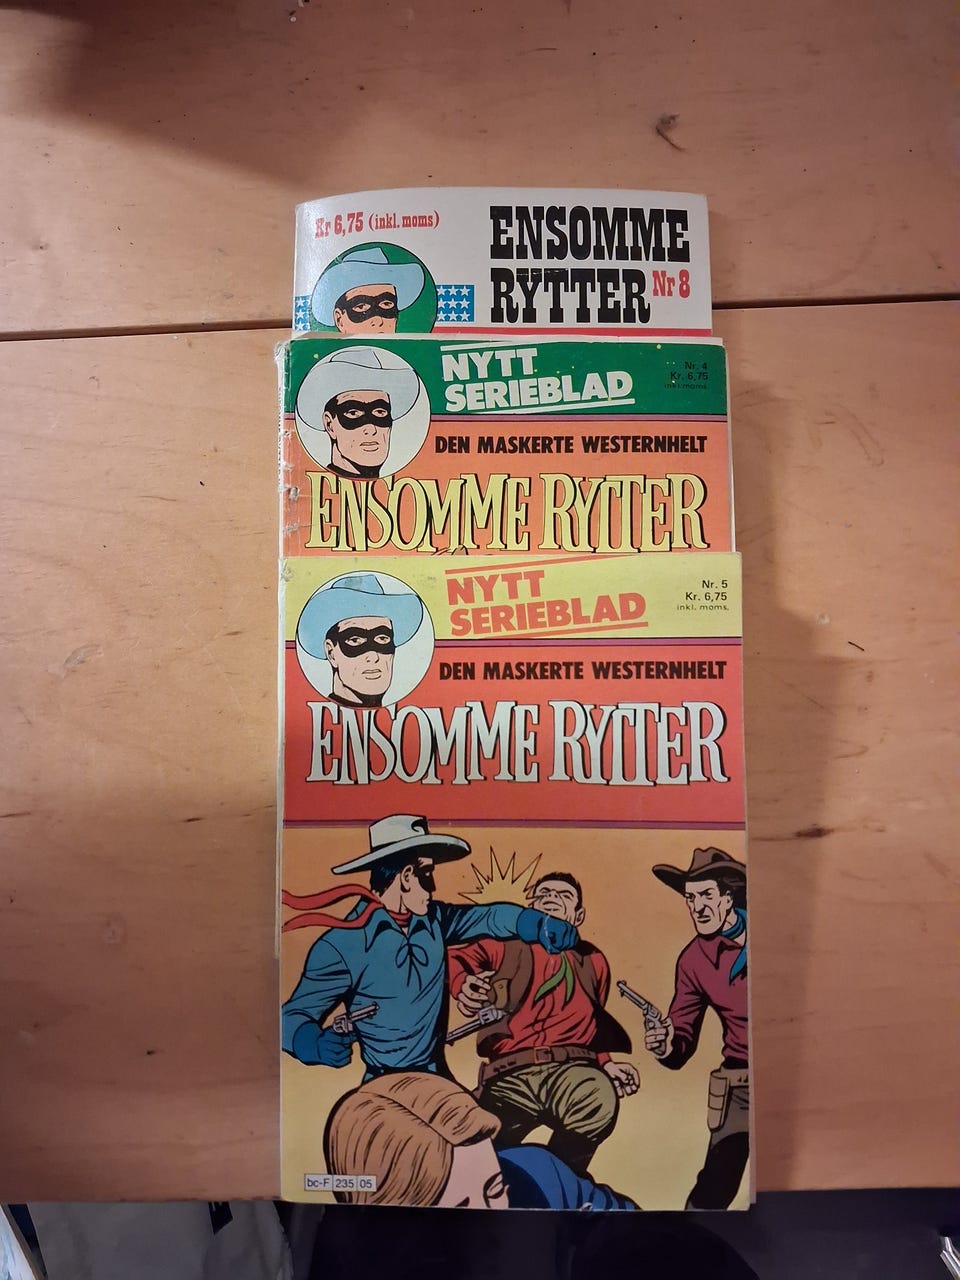 Kr 6,75 (inkl. moms)
ENSOMME
RYTTER Nr 8
NYTT
SERIEBLAD
Nr. 4
Kr. 6,75
inkl. moms.
DEN MASKERTE WESTERNHELT
ENSOMME RYTTER
NYTT
SERIEBLAD
Nr. 5
Kr. 6,75
inkl. moms.
DEN MASKERTE WESTERNHELT
ENSOMME RYTTER
bc-F 235 05